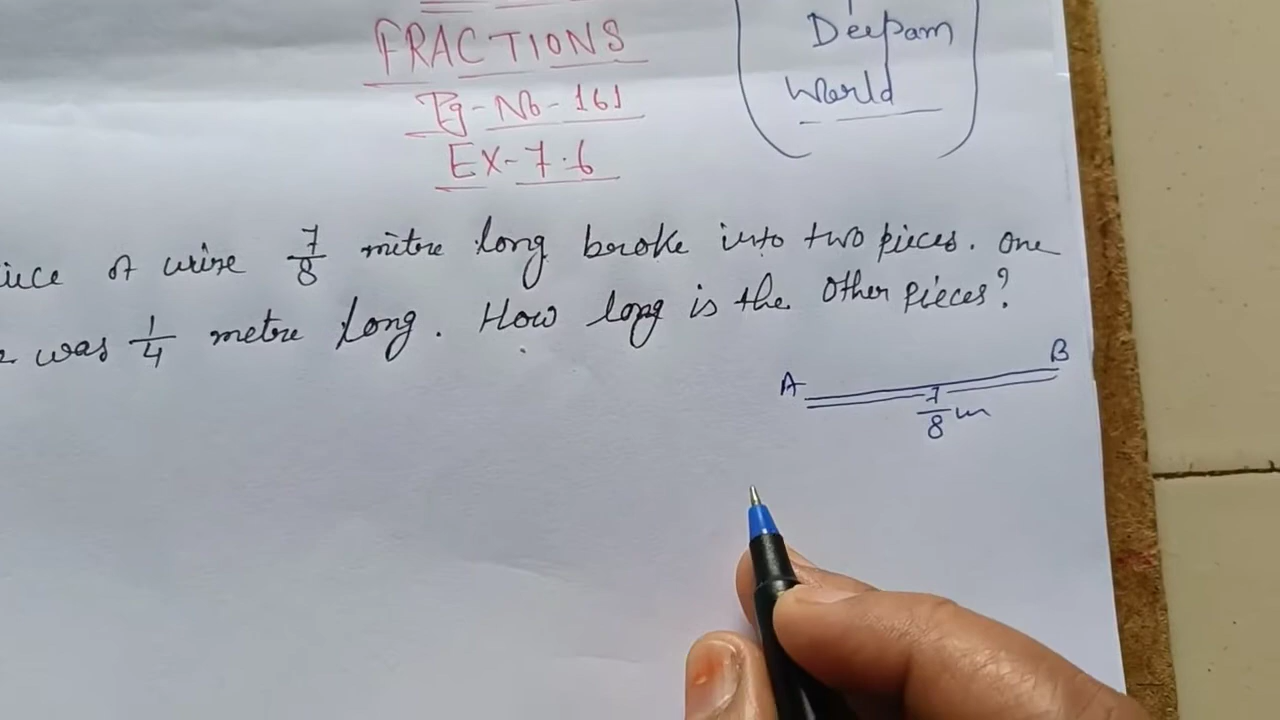 FRACTIONS
Pg-No-161
EX-7.6
Deepam
World
of wire 7/8 metre long broke into two pieces. One
was 1/4 metre long. How long is the other pieces?
A
B
7/8 m